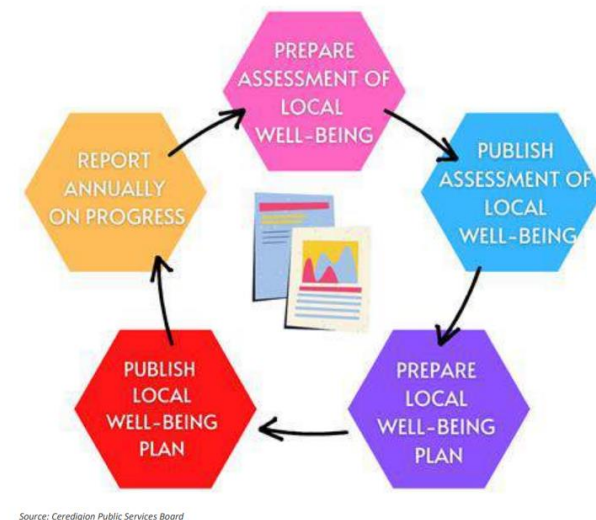 PREPARE
ASSESSMENT OF
LOCAL
WELL-BEING
PUBLISH
ASSESSMENT OF
LOCAL
WELL-BEING
PREPARE
LOCAL
WELL-BEING
PLAN
PUBLISH
LOCAL
WELL-BEING
PLAN
REPORT
ANNUALLY
ON PROGRESS
Source: Ceredigion Public Services Board